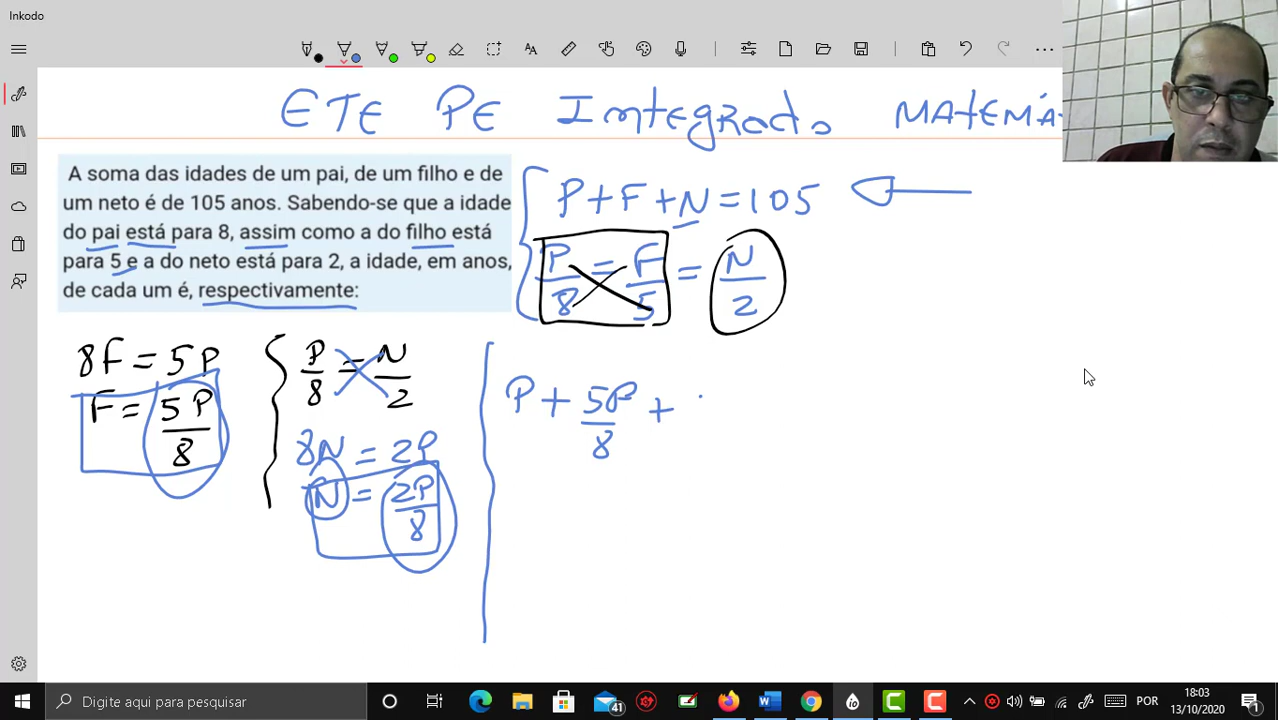 Inkodo
ETE PE Integrado MATEMÁ
A soma das idades de um pai, de um filho e de
um neto é de 105 anos. Sabendo-se que a idade
do pai está para 8, assim como a do filho está
para 5 e a do neto está para 2, a idade, em anos,
de cada um é, respectivamente:
P+F+N=105
P/8 = F/5 = N/2
8F = 5P
F = 5P/8
P/8 = N/2
8N = 2P
N = 2P/8
P + 5P/8 +
Digite aqui para pesquisar
41
POR
18:03
13/10/2020
1